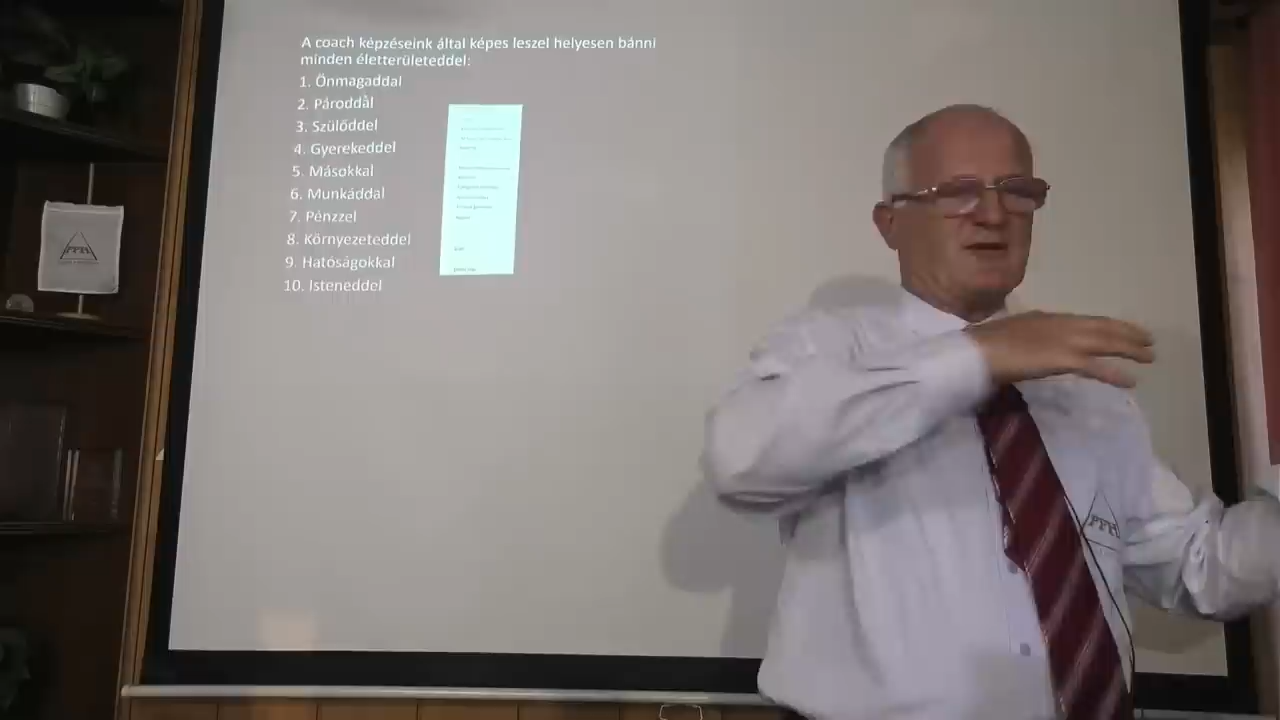 A coach képzéseink által képes leszel helyesen bánni
minden életterületeddel:
1. Önmagaddal
2. Pároddal
3. Szülőddel
4. Gyerekeddel
5. Másokkal
6. Munkáddal
7. Pénzzel
8. Környezeteddel
9. Hatóságokkal
10. Isteneddel